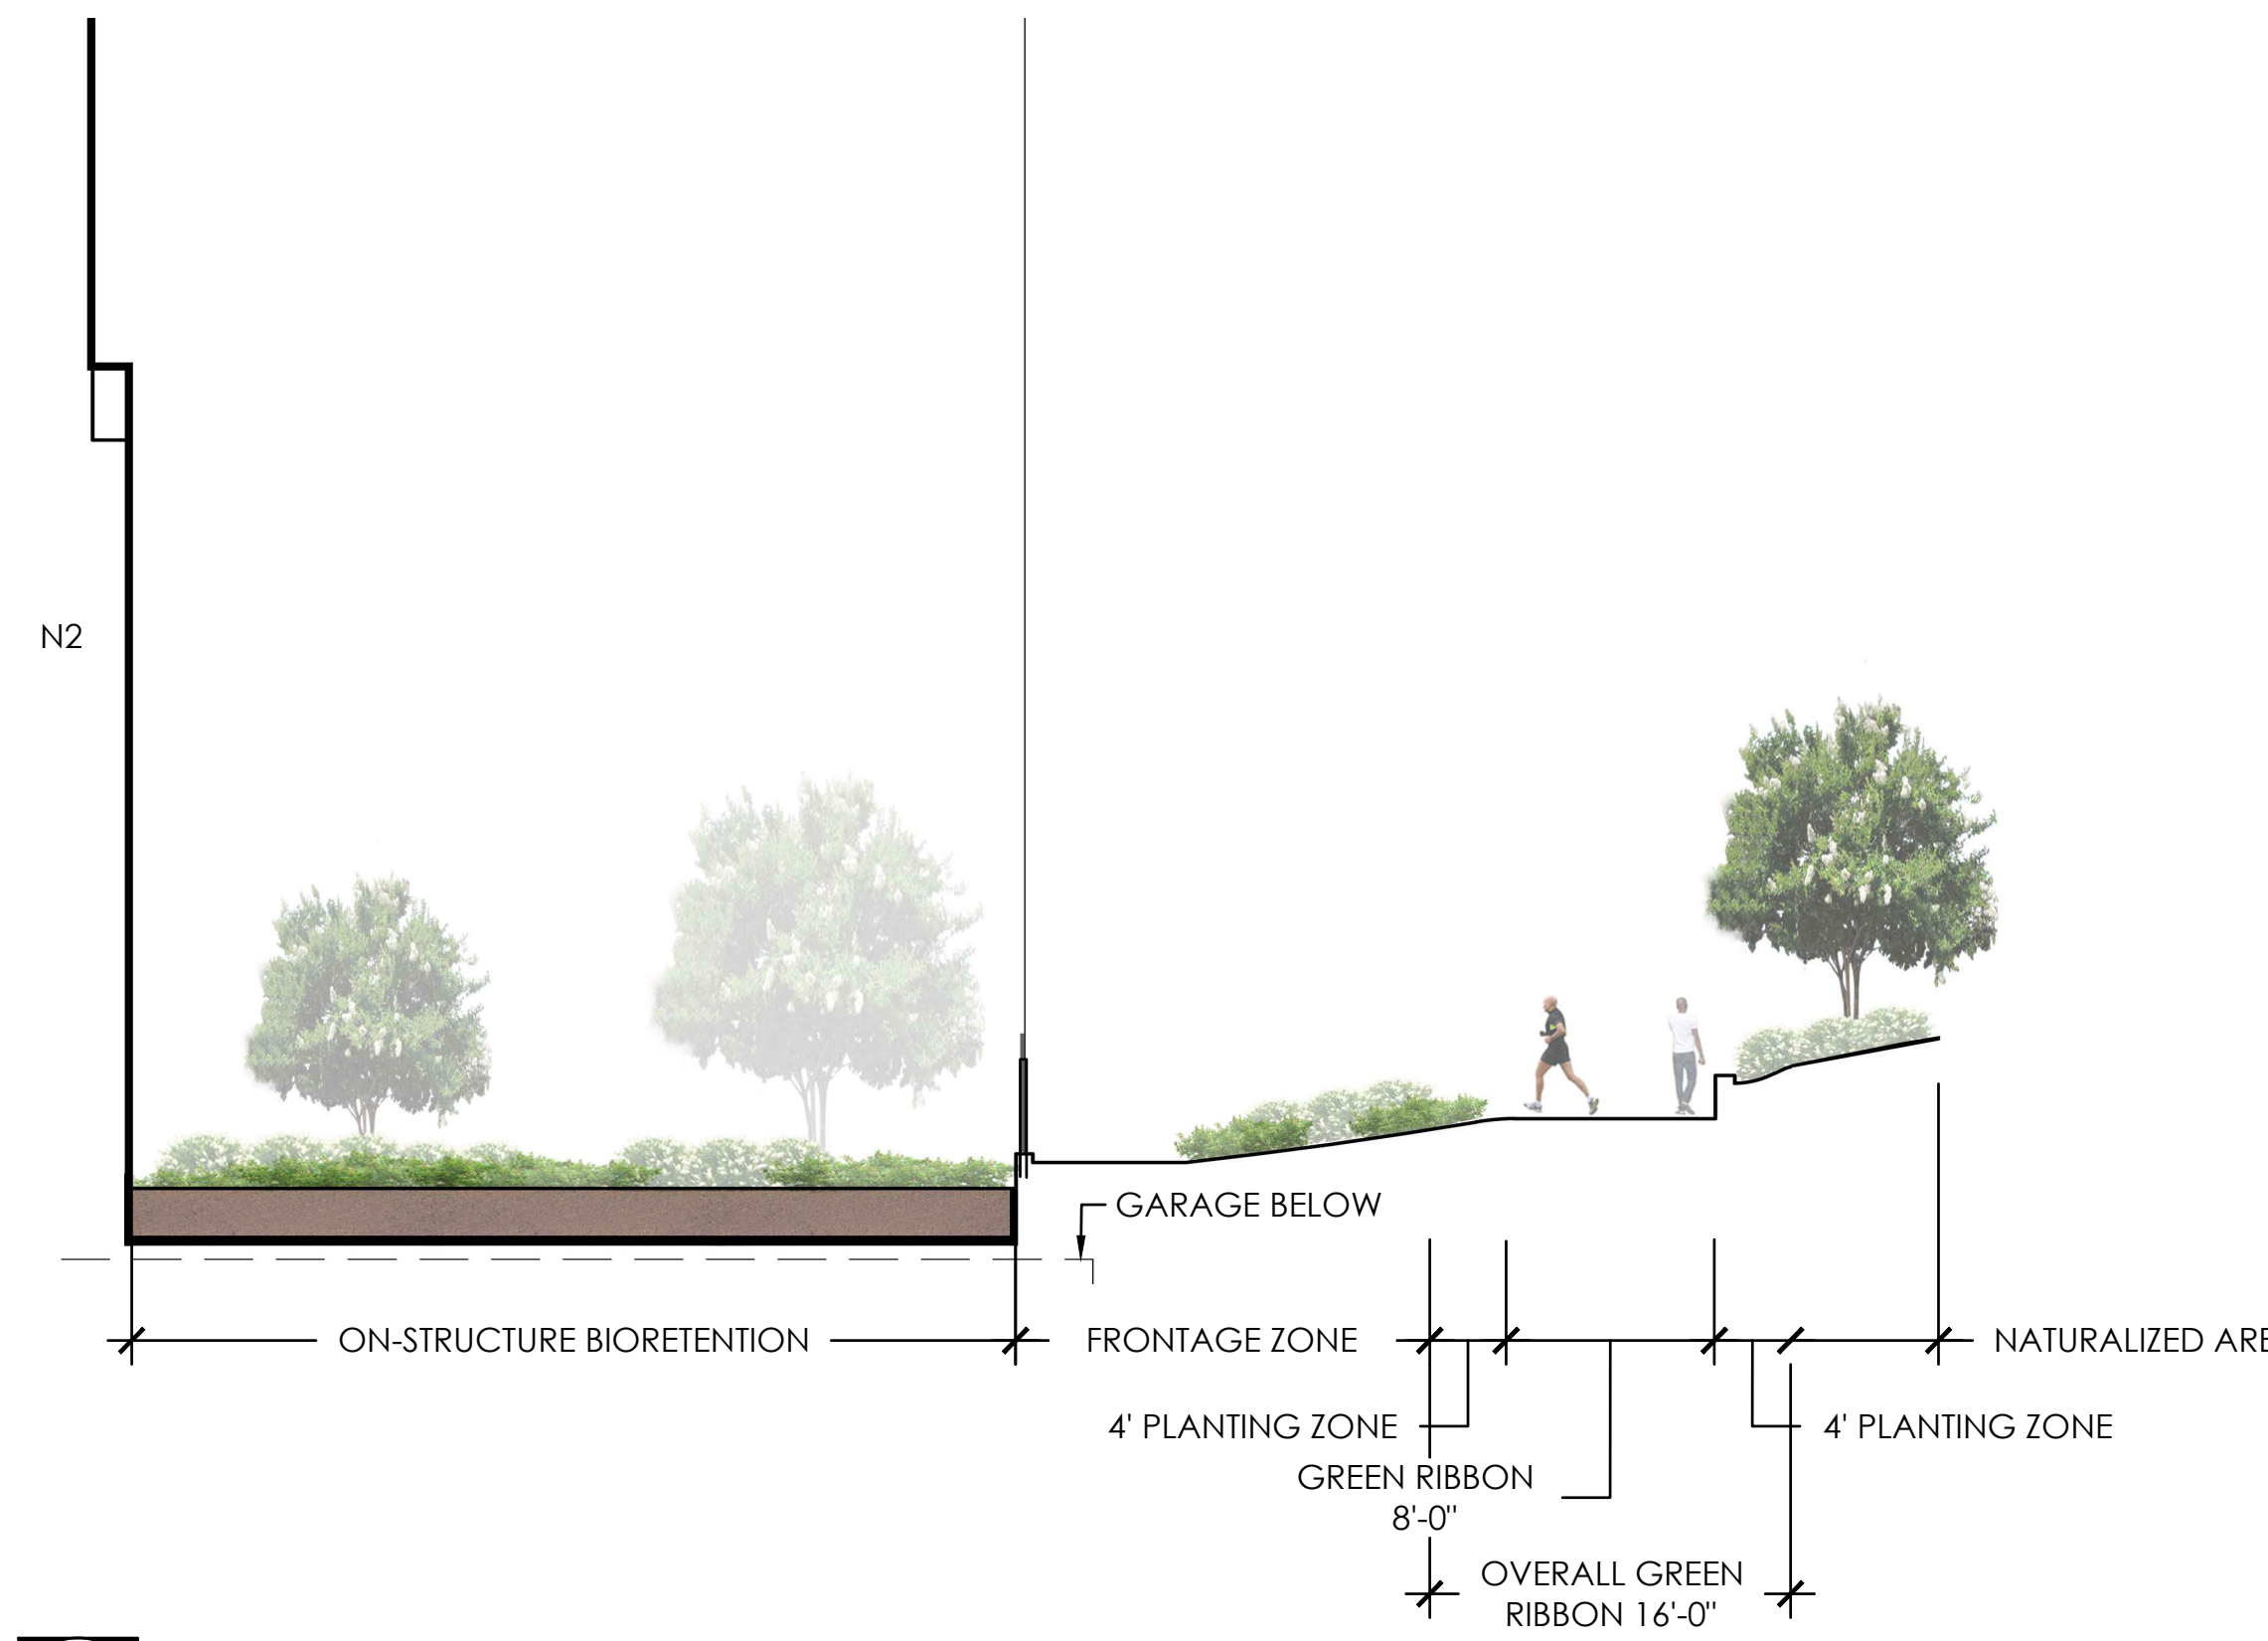 N2
GARAGE BELOW
ON-STRUCTURE BIORETENTION
FRONTAGE ZONE
NATURALIZED ARE
4' PLANTING ZONE
4' PLANTING ZONE
GREEN RIBBON
8'-0"
OVERALL GREEN
RIBBON 16'-0"